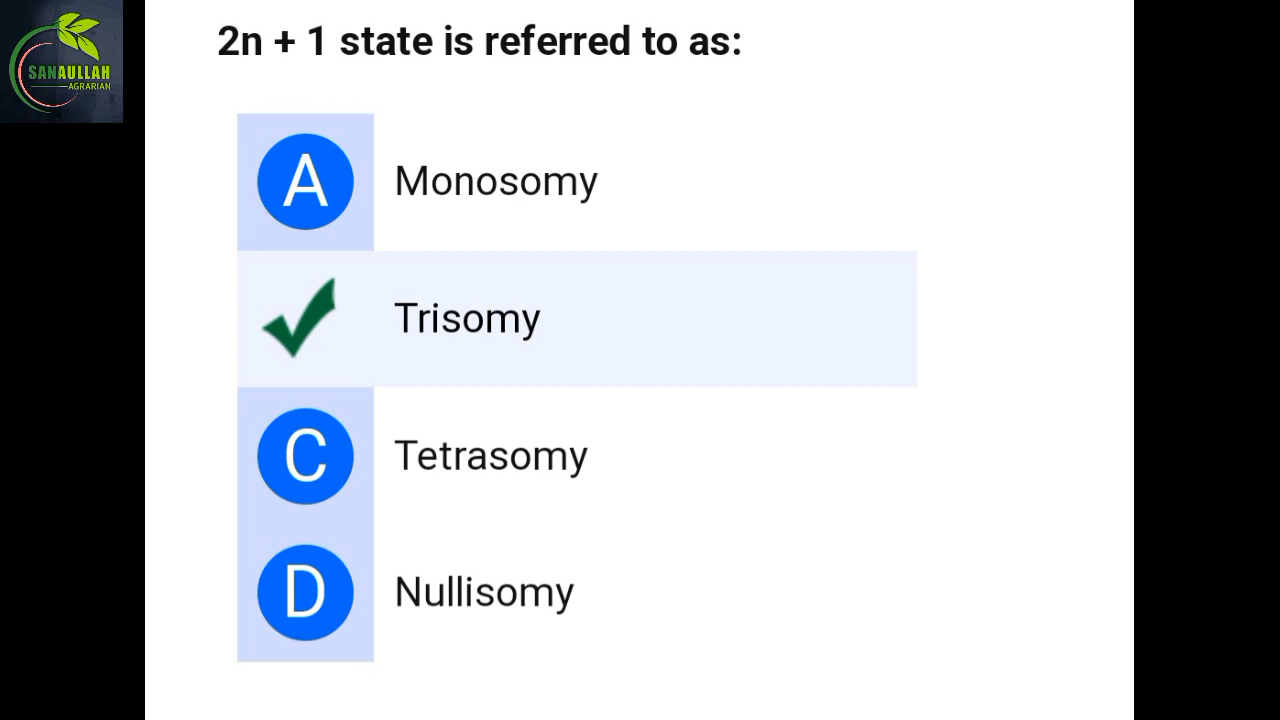 SANAULLAH
AGRARIAN
2n + 1 state is referred to as:
A Monosomy
Trisomy
C Tetrasomy
D Nullisomy